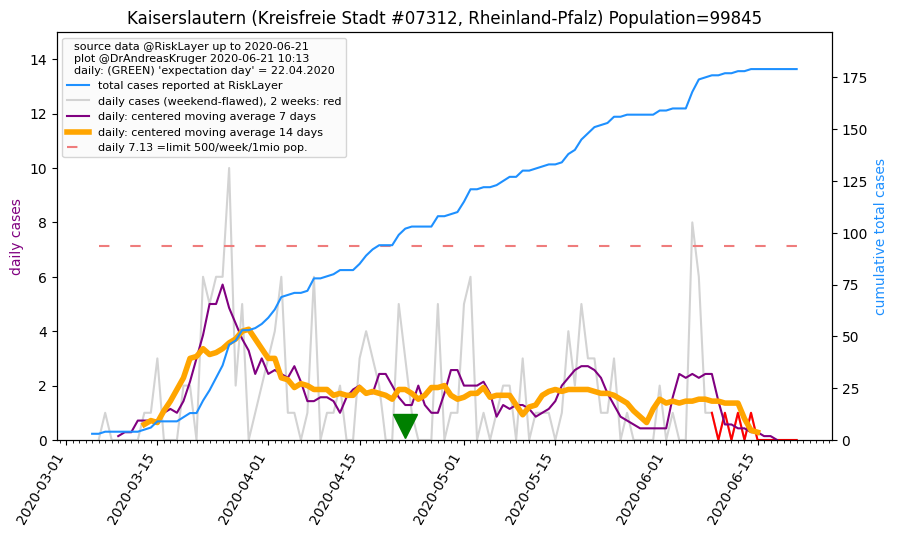 Kaiserslautern (Kreisfreie Stadt #07312, Rheinland-Pfalz) Population=99845
source data @RiskLayer up to 2020-06-21
plot @DrAndreasKruger 2020-06-21 10:13
daily: (GREEN) 'expectation day' = 22.04.2020
total cases reported at RiskLayer
daily cases (weekend-flawed), 2 weeks: red
daily: centered moving average 7 days
daily: centered moving average 14 days
daily 7.13 =limit 500/week/1mio pop.
daily cases
14
12
10
8
6
4
2
0
175
150
125
100
75
50
25
0
cumulative total cases
2020-03-01
2020-03-15
2020-04-01
2020-04-15
2020-05-01
2020-05-15
2020-06-01
2020-06-15